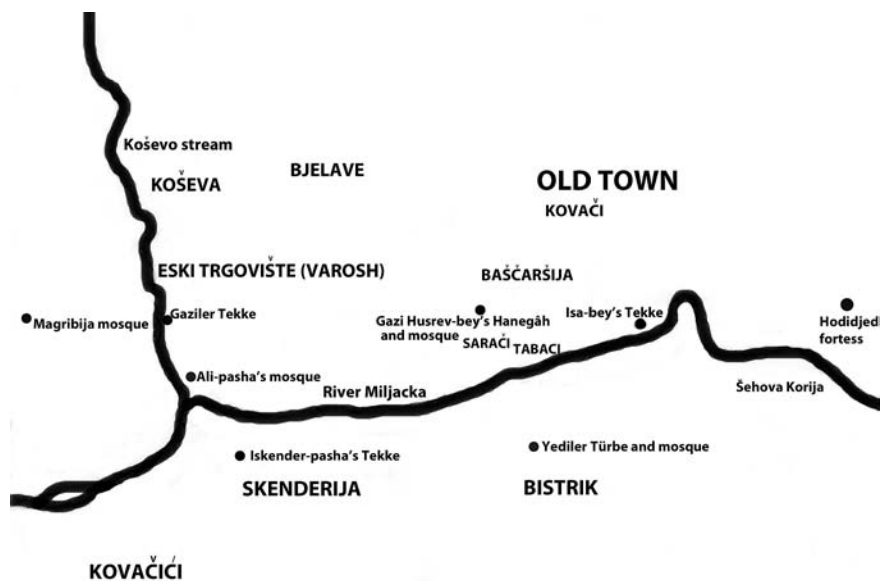 Koševo stream
BJELAVE
KOŠEVA
OLD TOWN
KOVAČI
ESKI TRGOVIŠTE (VAROSH)
BAŠČARŠIJA
Magribija mosque
Gaziler Tekke
Gazi Husrev-bey's Hanegâh
and mosque
SARAČI
TABACI
Isa-bey's Tekke
Hodidjed
fortess
Ali-pasha's mosque
River Miljacka
Šehova Korija
Iskender-pasha's Tekke
Yediler Türbe and mosque
SKENDERIJA
BISTRIK
KOVAČIĆI